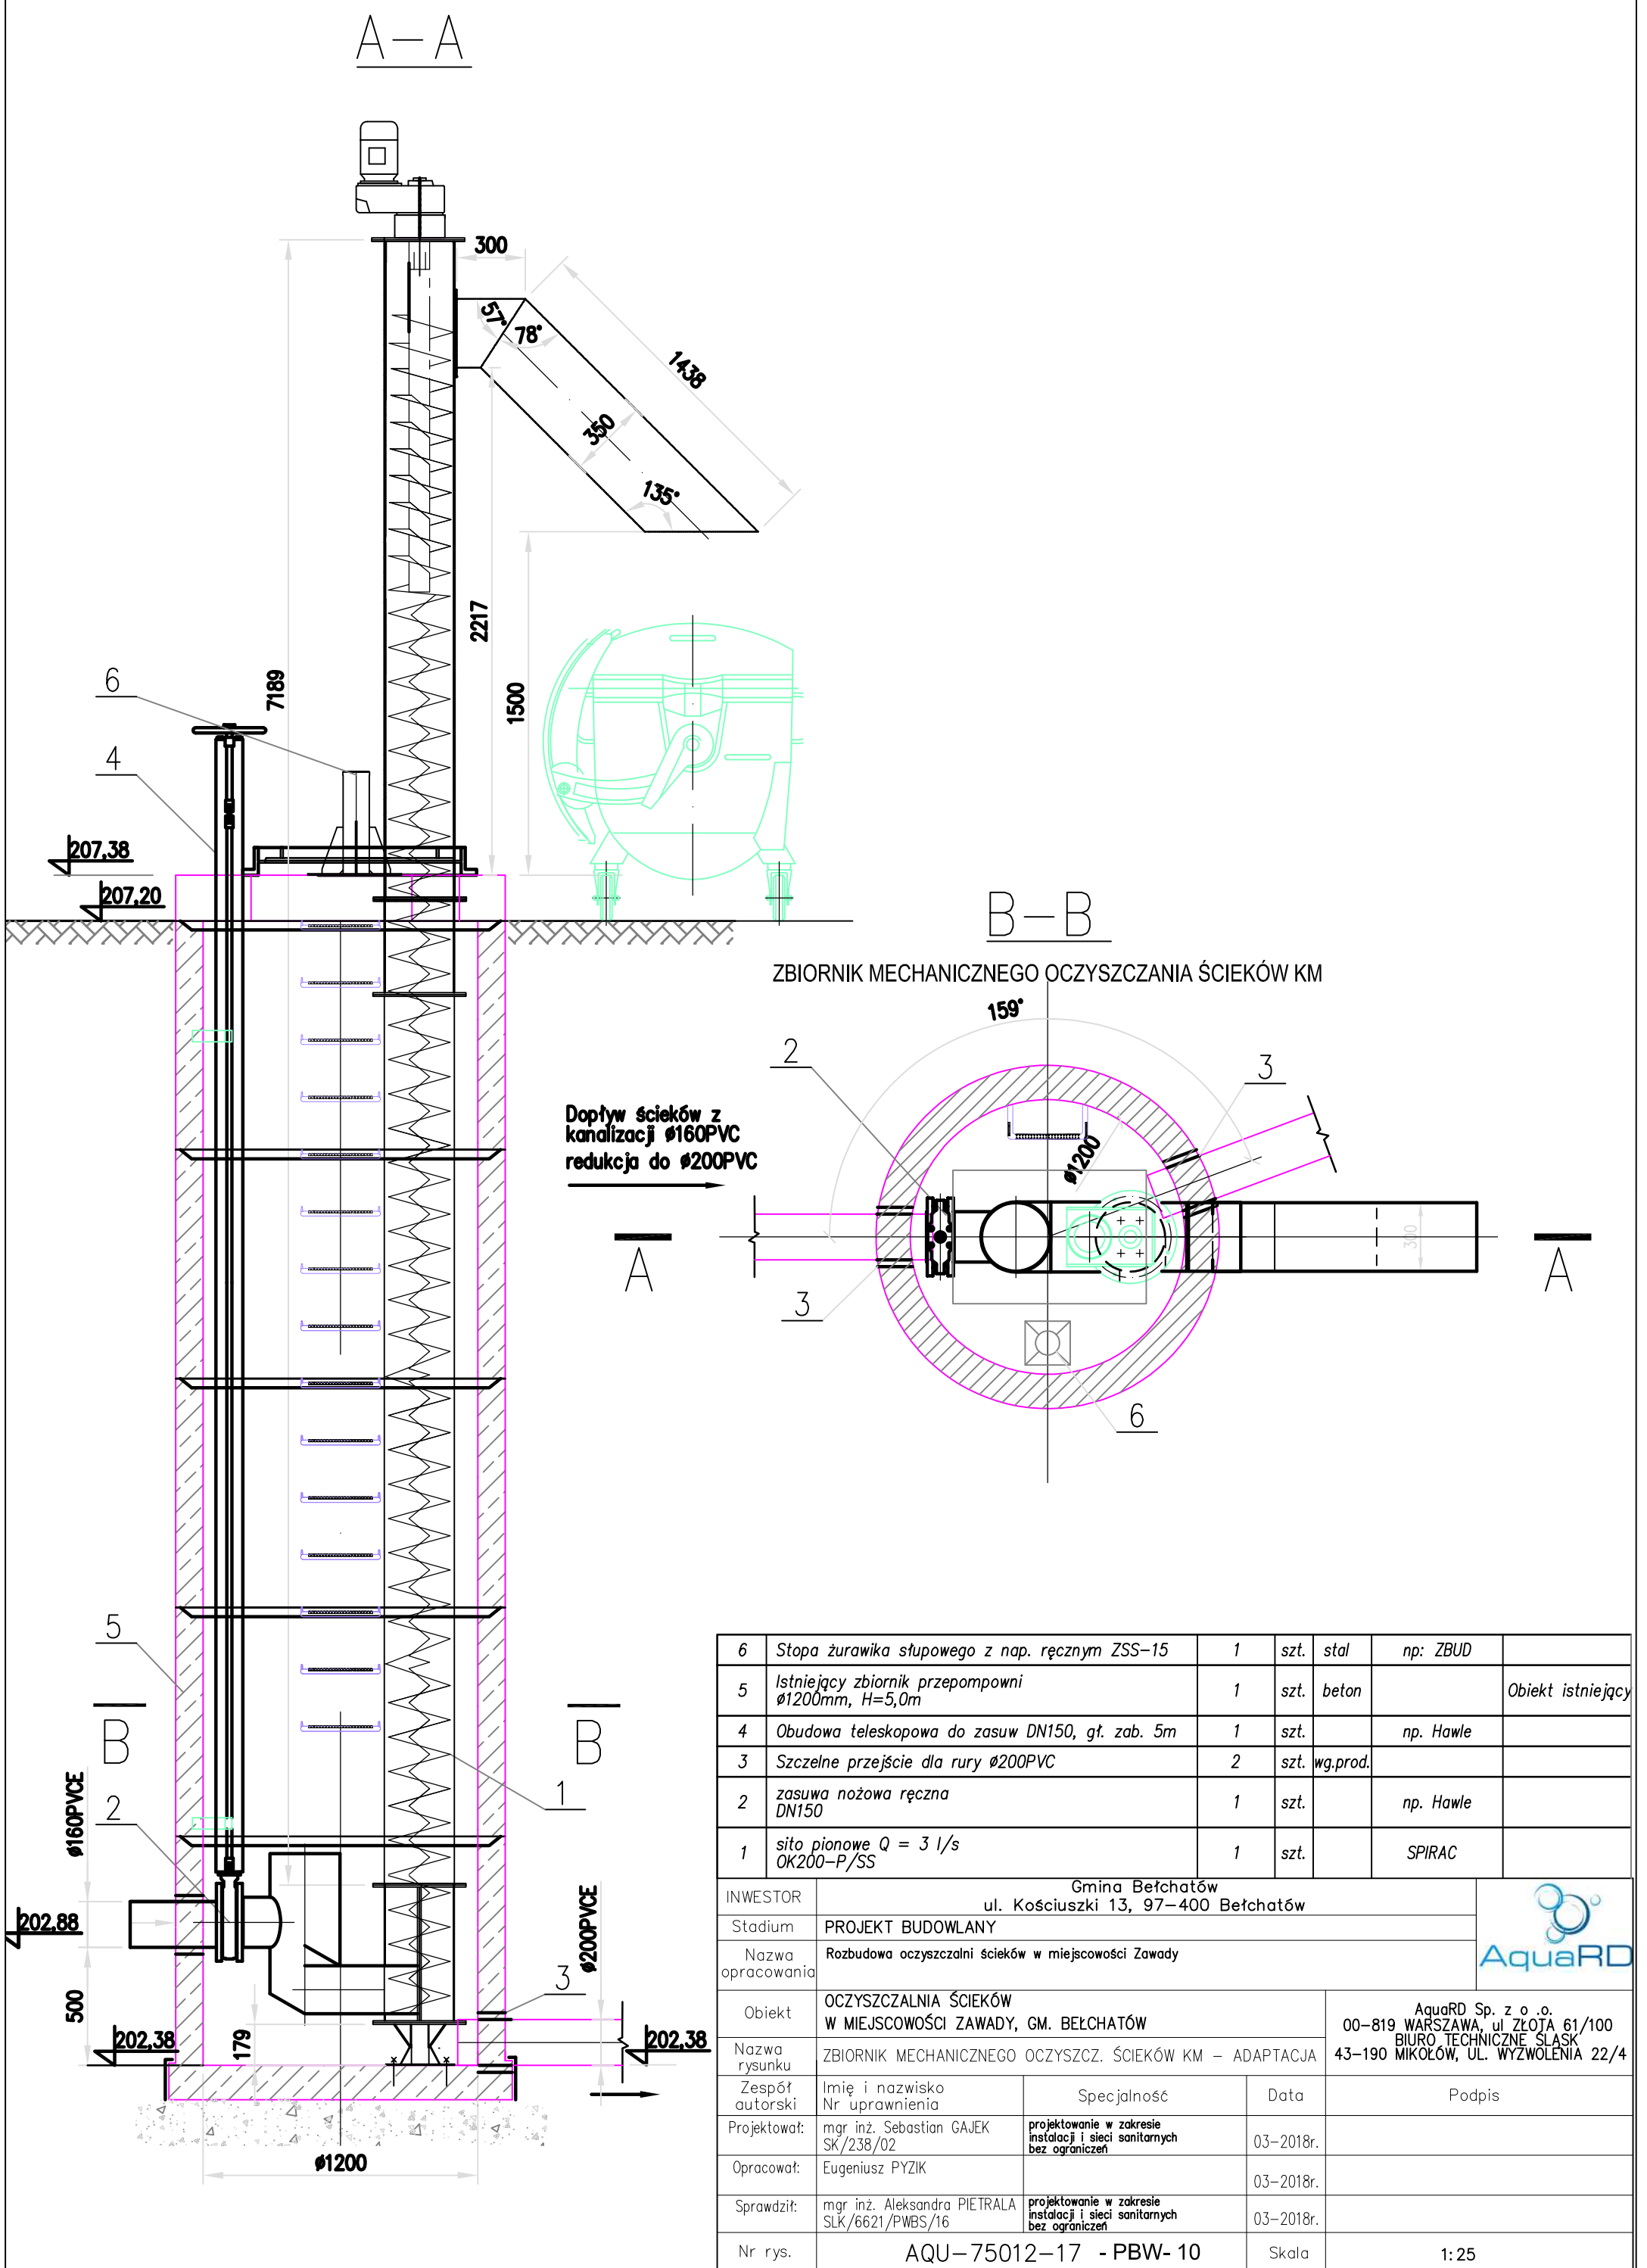 A-A
300
57°
78°
1438
350
135°
2217
1500
7189
6
4
207,38
207,20
B-B
ZBIORNIK MECHANICZNEGO OCZYSZCZANIA ŚCIEKÓW KM
159°
2
3
Dopływ ścieków z
kanalizacji ø160PVC
redukcja do ø200PVC
ø1200
300
A
A
3
6
5
B
B
1
ø160PVCE
2
202,88
500
202,38
179
ø200PVCE
3
202,38
ø1200
6 Stopa żurawika słupowego z nap. ręcznym ZSS-15 1 szt. stal np: ZBUD
5 Istniejący zbiornik przepompowni
ø1200mm, H=5,0m 1 szt. beton Obiekt istniejący
4 Obudowa teleskopowa do zasuw DN150, gł. zab. 5m 1 szt. np. Hawle
3 Szczelne przejście dla rury ø200PVC 2 szt. wg.prod.
2 zasuwa nożowa ręczna
DN150 1 szt. np. Hawle
1 sito pionowe Q = 3 l/s
OK200-P/SS 1 szt. SPIRAC
INWESTOR Gmina Bełchatów
ul. Kościuszki 13, 97-400 Bełchatów
Stadium PROJEKT BUDOWLANY
Nazwa
opracowania Rozbudowa oczyszczalni ścieków w miejscowości Zawady
AquaRD
Obiekt OCZYSZCZALNIA ŚCIEKÓW
W MIEJSCOWOŚCI ZAWADY, GM. BEŁCHATÓW
AquaRD Sp. z o .o.
00-819 WARSZAWA, ul ZŁOTA 61/100
BIURO TECHNICZNE ŚLĄSK
43-190 MIKOŁÓW, UL. WYZWOLENIA 22/4
Nazwa
rysunku ZBIORNIK MECHANICZNEGO OCZYSZCZ. ŚCIEKÓW KM - ADAPTACJA
Zespół
autorski Imię i nazwisko
Nr uprawnienia Specjalność Data Podpis
Projektował: mgr inż. Sebastian GAJEK
SK/238/02 projektowanie w zakresie
instalacji i sieci sanitarnych
bez ograniczeń 03-2018r.
Opracował: Eugeniusz PYZIK 03-2018r.
Sprawdził: mgr inż. Aleksandra PIETRALA
SLK/6621/PWBS/16 projektowanie w zakresie
instalacji i sieci sanitarnych
bez ograniczeń 03-2018r.
Nr rys. AQU-75012-17 - PBW- 10 Skala 1:25